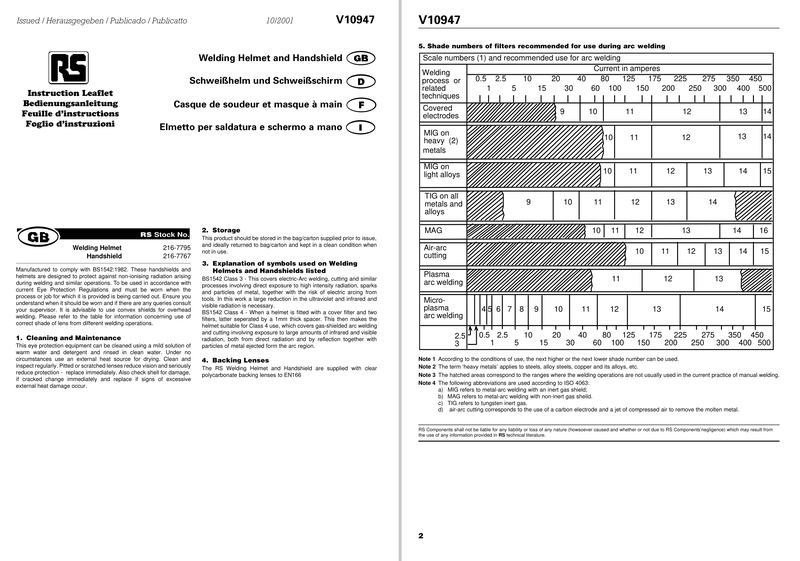 Issued / Herausgegeben / Publicado / Publicatto
10/2001
V10947
RS
Instruction Leaflet
Bedienungsanleitung
Feuille d'instructions
Foglio d'instruzioni
Welding Helmet and Handshield GB
Schweißhelm und Schweißschirm D
Casque de soudeur et masque à main F
Elmetto per saldatura e schermo a mano I
GB
RS Stock No.
Welding Helmet 216-7795
Handshield 216-7767
Manufactured to comply with BS1542:1982. These handshields and
helmets are designed to protect against non-ionising radiation arising
during welding and similar operations. To be used in accordance with
current Eye Protection Regulations and must be worn when the
process or job for which it is provided is being carried out. Ensure you
understand when it should be worn and if there are any queries consult
your supervisor. It is advisable to use convex shields for overhead
welding. Please refer to the table for information concerning use of
correct shade of lens from different welding operations.
1. Cleaning and Maintenance
This eye protection equipment can be cleaned using a mild solution of
warm water and detergent and rinsed in clean water. Under no
circumstances use an external heat source for drying. Clean and
inspect regularly. Pitted or scratched lenses reduce vision and seriously
reduce protection - replace immediately. Also check shell for damage,
if cracked change immediately and replace if signs of excessive
external heat damage occur.
2. Storage
This product should be stored in the bag/carton supplied prior to issue,
and ideally returned to bag/carton and kept in a clean condition when
not in use.
3. Explanation of symbols used on Welding
Helmets and Handshields listed
BS1542 Class 3 - This covers electric-Arc welding, cutting and similar
processes involving direct exposure to high intensity radiation, sparks
and particles of metal, together with the risk of electric arcing from
tools. In this work a large reduction in the ultraviolet and infrared and
visible radiation is necessary.
BS1542 Class 4 - When a helmet is fitted with a cover filter and two
filters, latter seperated by a 1mm thick spacer. This then makes the
helmet suitable for Class 4 use, which covers gas-shielded arc welding
and cutting involving exposure to large amounts of infrared and visible
radiation, both from direct radiation and by reflection together with
particles of metal ejected form the arc region.
4. Backing Lenses
The RS Welding Helmet and Handshield are supplied with clear
polycarbonate backing lenses to EN166
V10947
5. Shade numbers of filters recommended for use during arc welding
Scale numbers (1) and recommended use for arc welding
Welding process or related techniques
Current in amperes
0.5 2.5 10 20 40 80 125 175 225 275 350 450
1 5 15 30 60 100 150 200 250 300 400 500
Covered electrodes 9 10 11 12 13 14
MIG on heavy (2) metals 10 11 12 13 14
MIG on light alloys 10 11 12 13 14 15
TIG on all metals and alloys 9 10 11 12 13 14
MAG 10 11 12 13 14 15
Air-arc cutting 10 11 12 13 14 15
Plasma arc welding 11 12 13
Micro-plasma arc welding 4 5 6 7 8 9 10 11 12 13 14 15
2.5 0.5 2.5 10 20 40 80 125 175 225 275 350 450
3 1 5 15 30 60 100 150 200 250 300 400 500
Note 1 According to the conditions of use, the next higher or the next lower shade number can be used.
Note 2 The term 'heavy metals' applies to steels, alloy steels, copper and its alloys, etc.
Note 3 The hatched areas correspond to the ranges where the welding operations are not usually used in the current practice of manual welding.
Note 4 The following abbreviations are used according to ISO 4063:
a) MIG refers to metal-arc welding with an inert gas shield;
b) MAG refers to metal-arc welding with non-inert gas sheild.
c) TIG refers to tungsten inert gas.
d) air-arc cutting corresponds to the use of a carbon electrode and a jet of compressed air to remove the molten metal.
RS Components shall not be liable for any liability or loss of any nature (howsoever caused and whether or not due to RS Components'negligence) which may result from
the use of any information provided in RS technical literature.
2